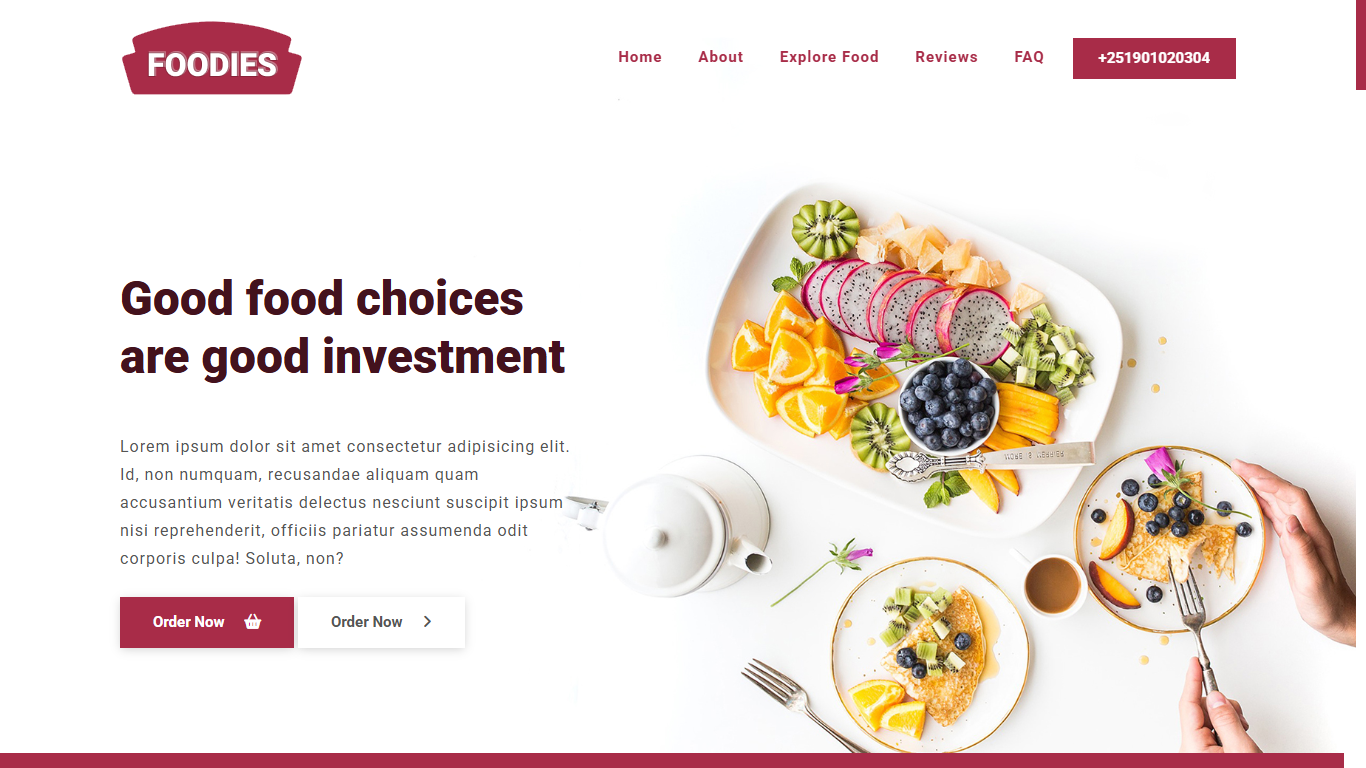 FOODIES
Home About Explore Food Reviews FAQ +251901020304
Good food choices
are good investment
Lorem ipsum dolor sit amet consectetur adipisicing elit.
Id, non numquam, recusandae aliquam quam
accusantium veritatis delectus nesciunt suscipit ipsum
nisi reprehenderit, officiis pariatur assumenda odit
corporis culpa! Soluta, non?
Order Now Order Now